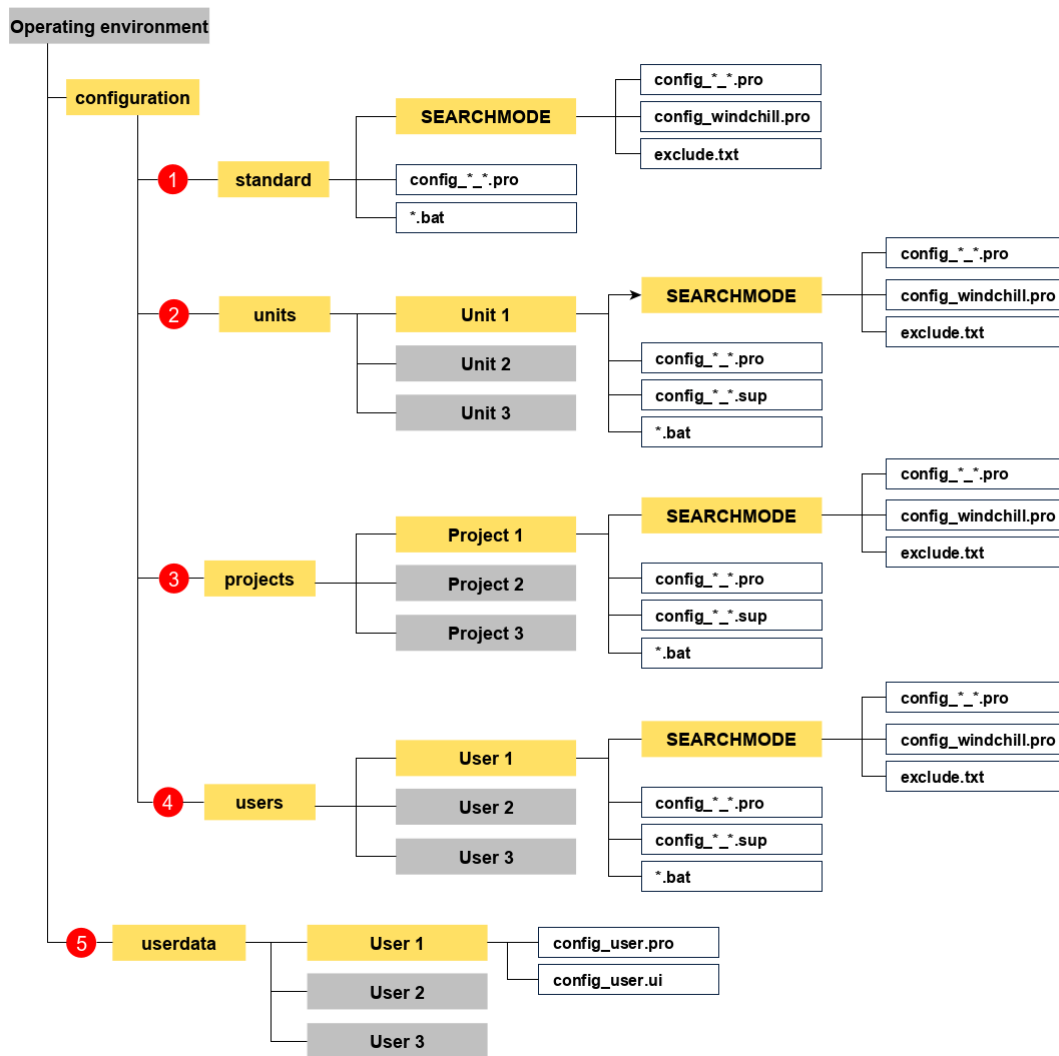 Operating environment
configuration
1
standard
SEARCHMODE
config_*_*.pro
config_windchill.pro
exclude.txt
config_*_*.pro
*.bat
2
units
Unit 1
SEARCHMODE
config_*_*.pro
config_windchill.pro
exclude.txt
config_*_*.pro
config_*_*.sup
*.bat
Unit 2
Unit 3
3
projects
Project 1
SEARCHMODE
config_*_*.pro
config_windchill.pro
exclude.txt
config_*_*.pro
config_*_*.sup
*.bat
Project 2
Project 3
4
users
User 1
SEARCHMODE
config_*_*.pro
config_windchill.pro
exclude.txt
config_*_*.pro
config_*_*.sup
*.bat
User 2
User 3
5
userdata
User 1
config_user.pro
config_user.ui
User 2
User 3